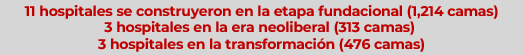 11 hospitales se construyeron en la etapa fundacional (1,214 camas)
3 hospitales en la era neoliberal (313 camas)
3 hospitales en la transformación (476 camas)